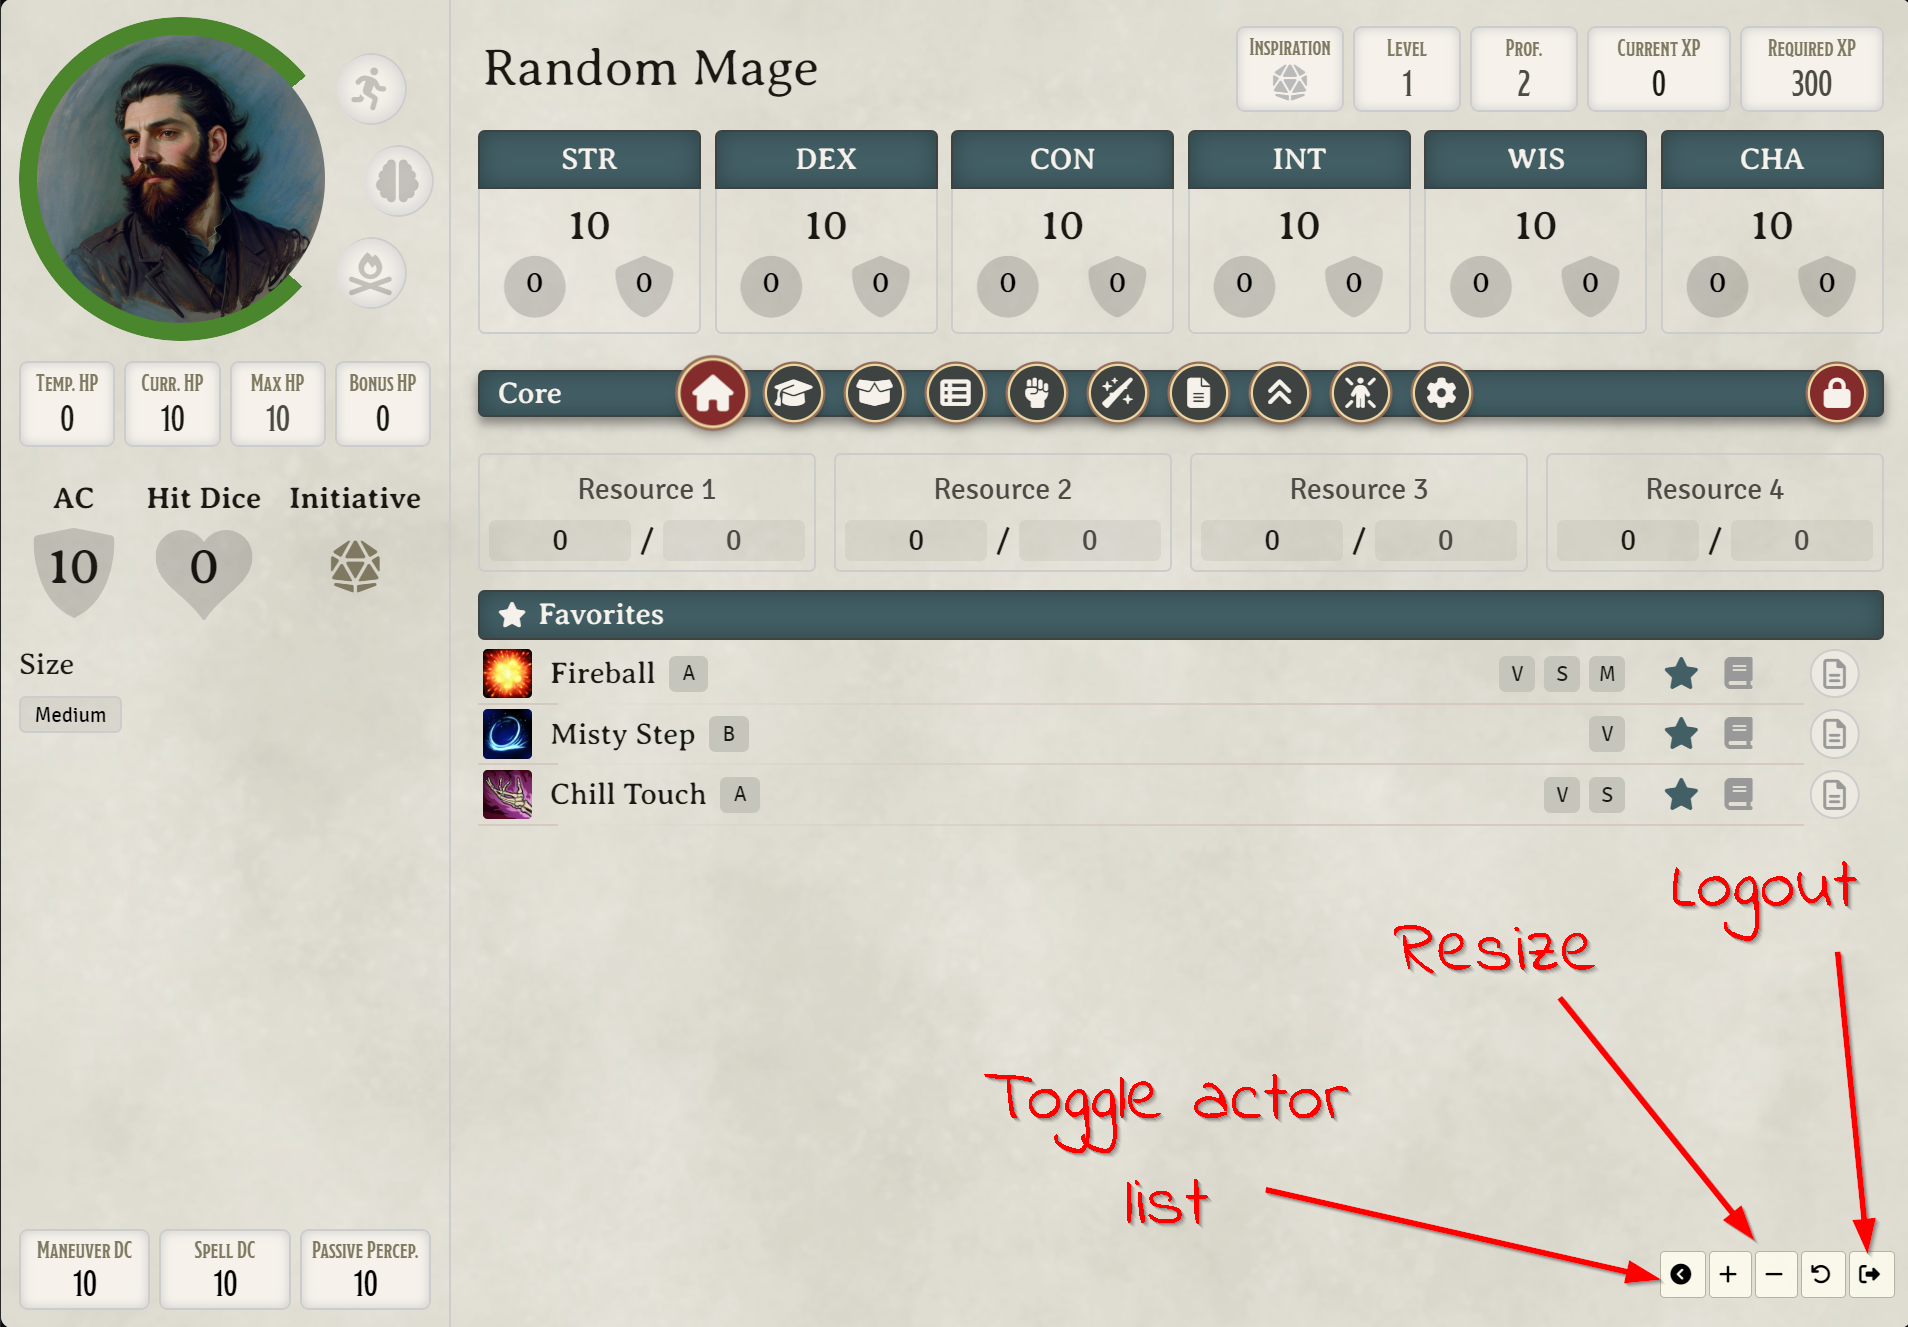 Random Mage
INSPIRATION
LEVEL
1
PROF.
2
CURRENT XP
0
REQUIRED XP
300
STR
10
0 0
DEX
10
0 0
CON
10
0 0
INT
10
0 0
WIS
10
0 0
CHA
10
0 0
TEMP. HP
0
CURR. HP
10
MAX HP
10
BONUS HP
0
AC
10
Hit Dice
0
Initiative
Size
Medium
MANEUVER DC
10
SPELL DC
10
PASSIVE PERCEP.
10
Core
Resource 1
0 / 0
Resource 2
0 / 0
Resource 3
0 / 0
Resource 4
0 / 0
Favorites
Fireball A V S M
Misty Step B V
Chill Touch A V S
Logout
Resize
Toggle actor
list